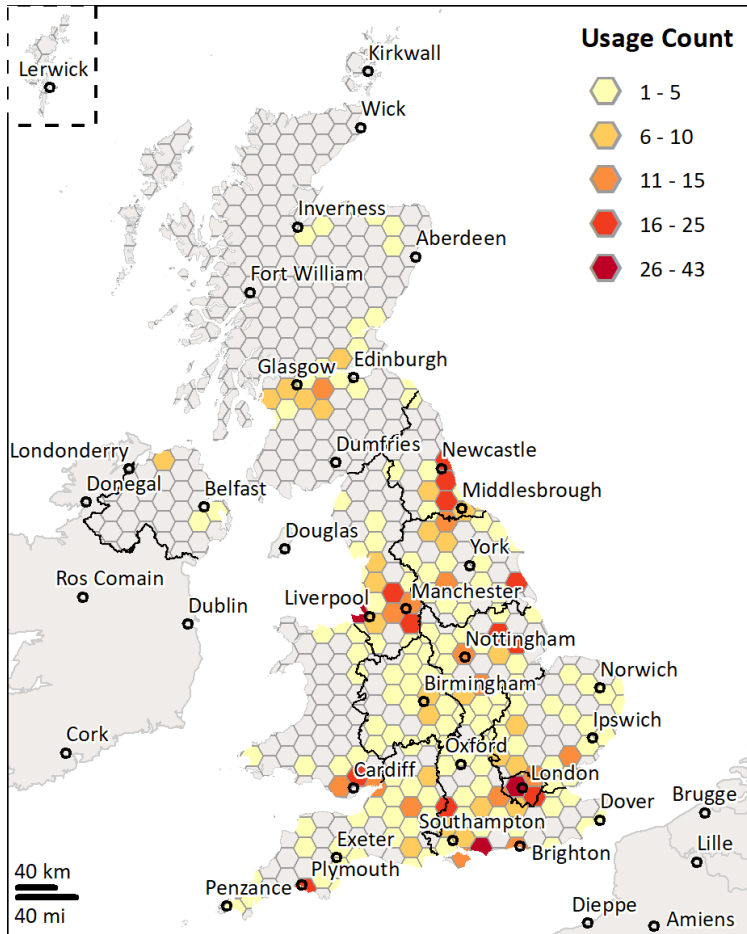 Usage Count
1 - 5
6 - 10
11 - 15
16 - 25
26 - 43
Lerwick
Kirkwall
Wick
Inverness
Aberdeen
Fort William
Glasgow
Edinburgh
Dumfries
Newcastle
Londonderry
Donegal
Belfast
Middlesbrough
Douglas
York
Ros Comain
Liverpool
Manchester
Dublin
Nottingham
Norwich
Birmingham
Ipswich
Cork
Oxford
Cardiff
London
Southampton
Dover
Brugge
Exeter
Brighton
Lille
Plymouth
Penzance
Dieppe
Amiens
40 km
40 mi